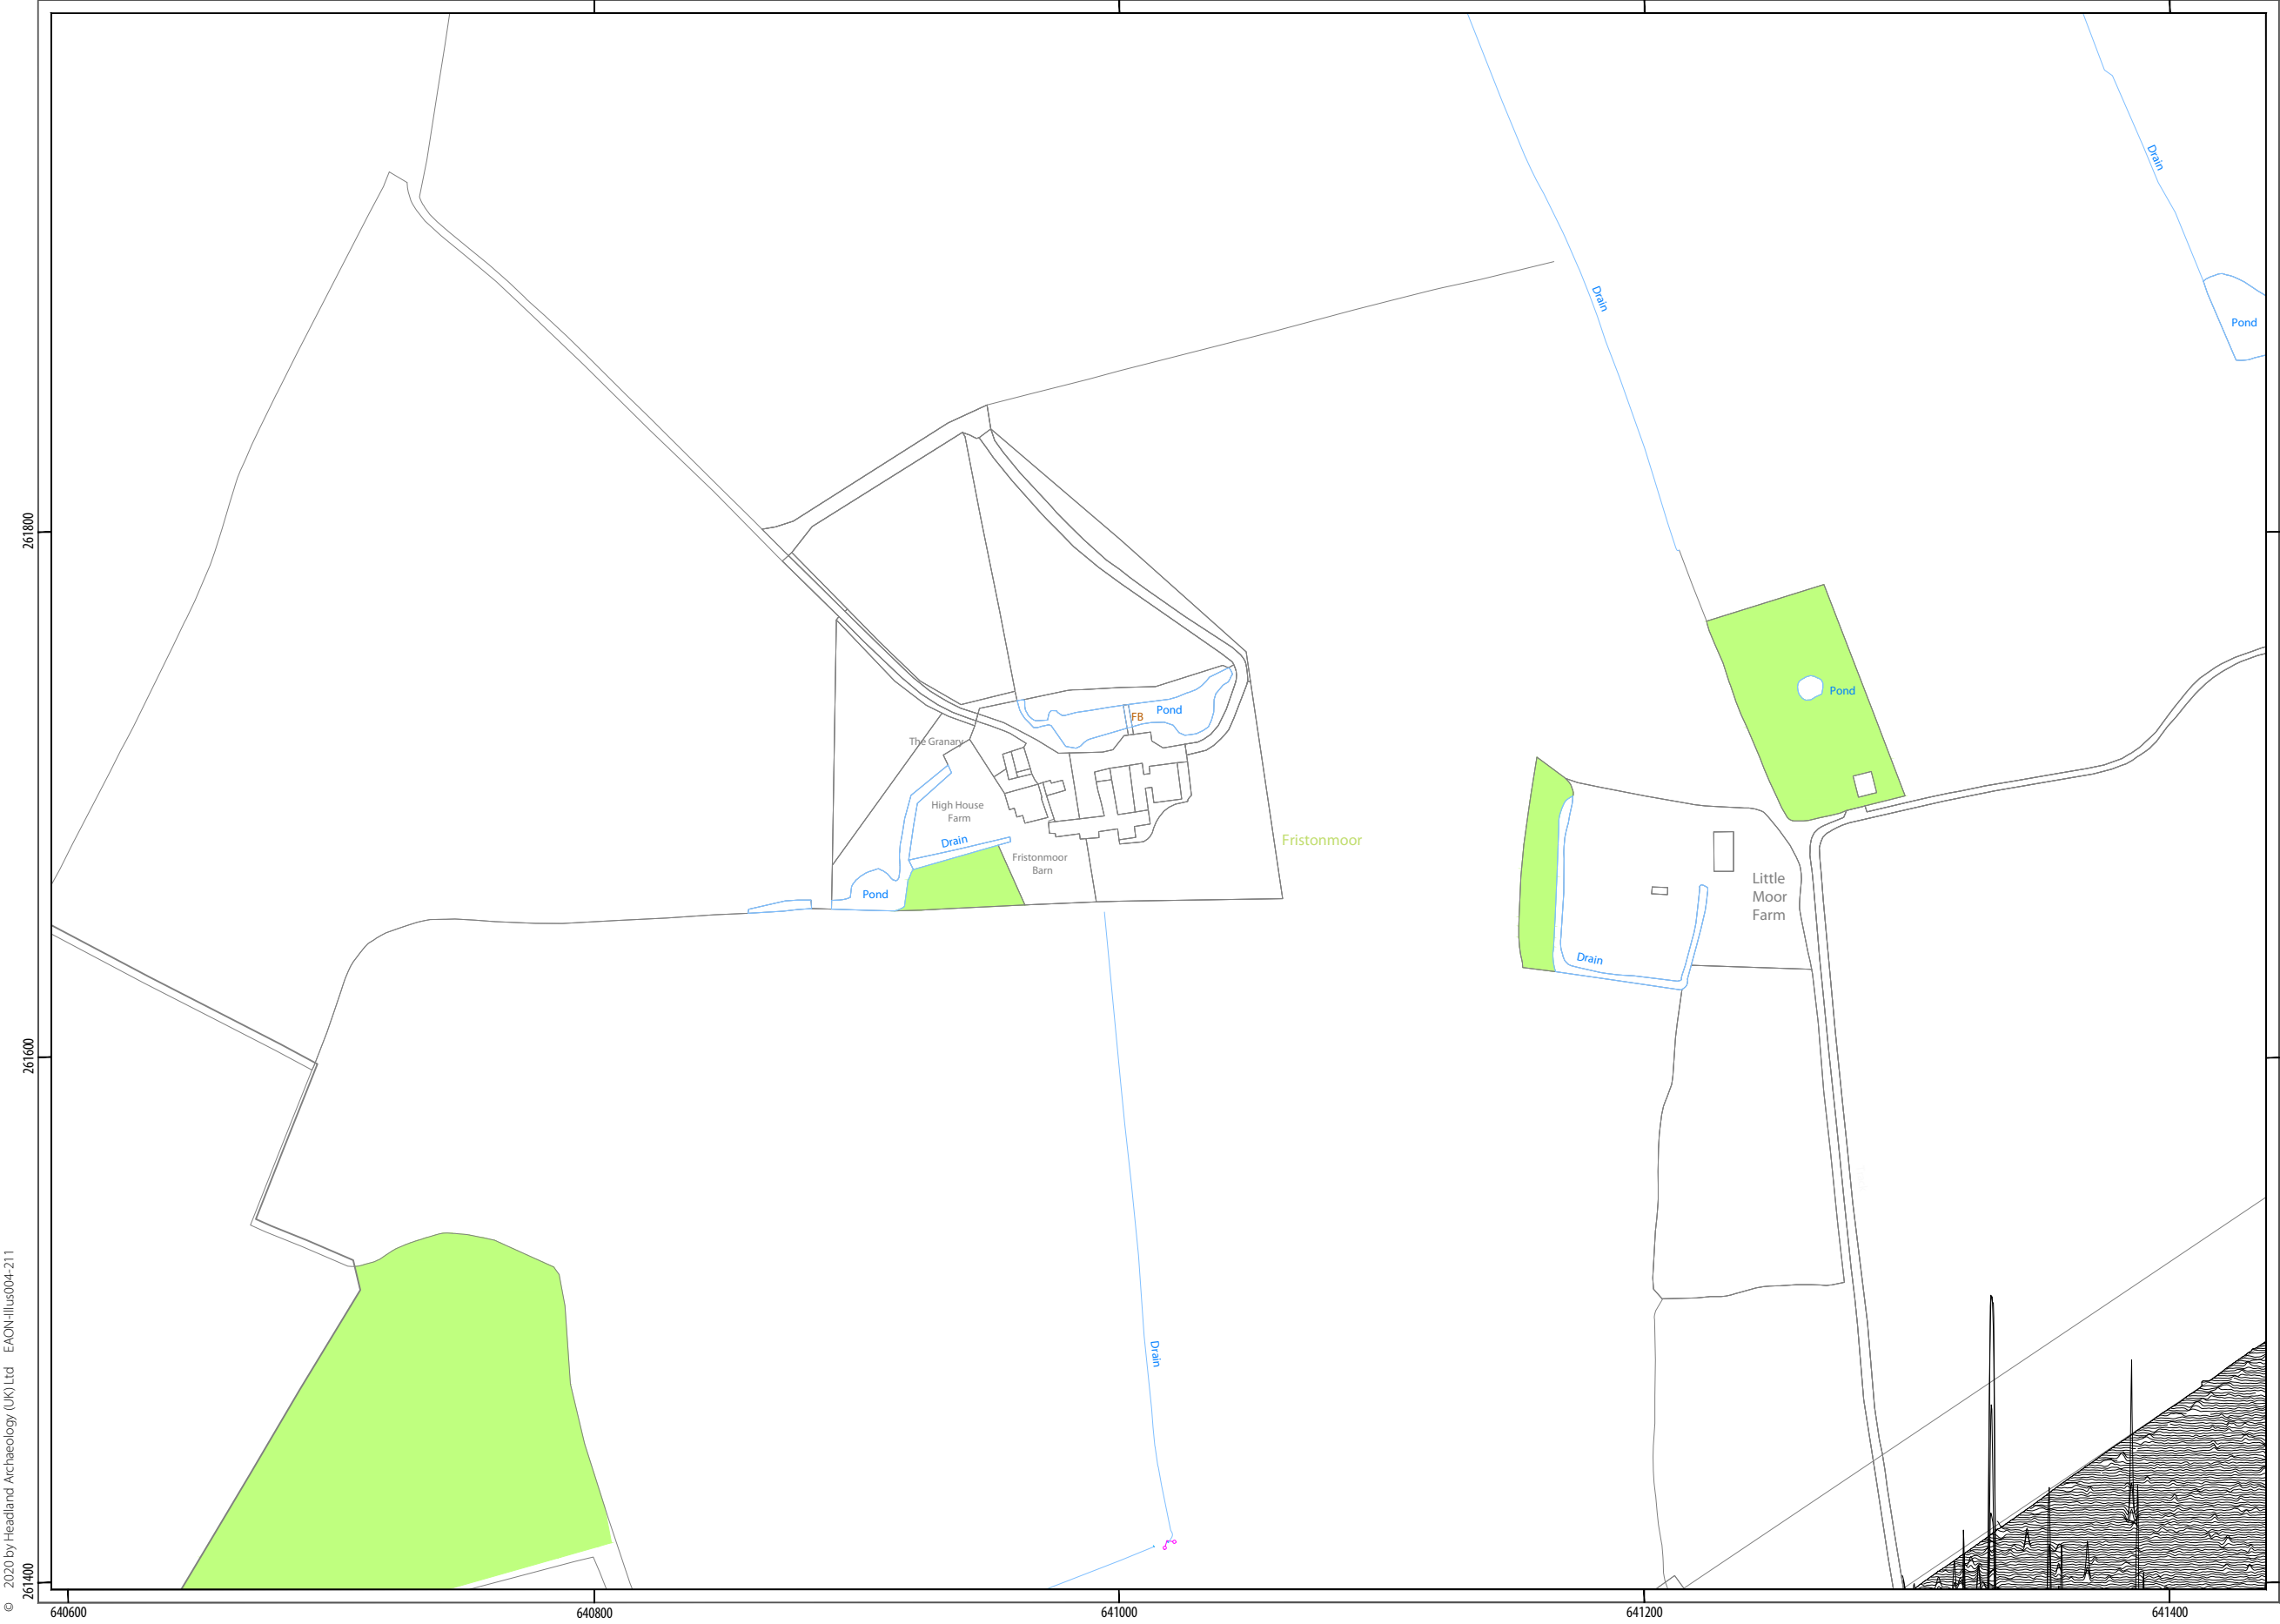 Drain
Drain
Pond
261800
Pond
Pond
FB
The Granary
High House
Farm
Drain
Fristonmoor
Fristonmoor
Barn
Pond
Little
Moor
Farm
Drain
261600
Drain
261400
© 2020 by Headland Archaeology (UK) Ltd EAON-Illus004-211
640600
640800
641000
641200
641400